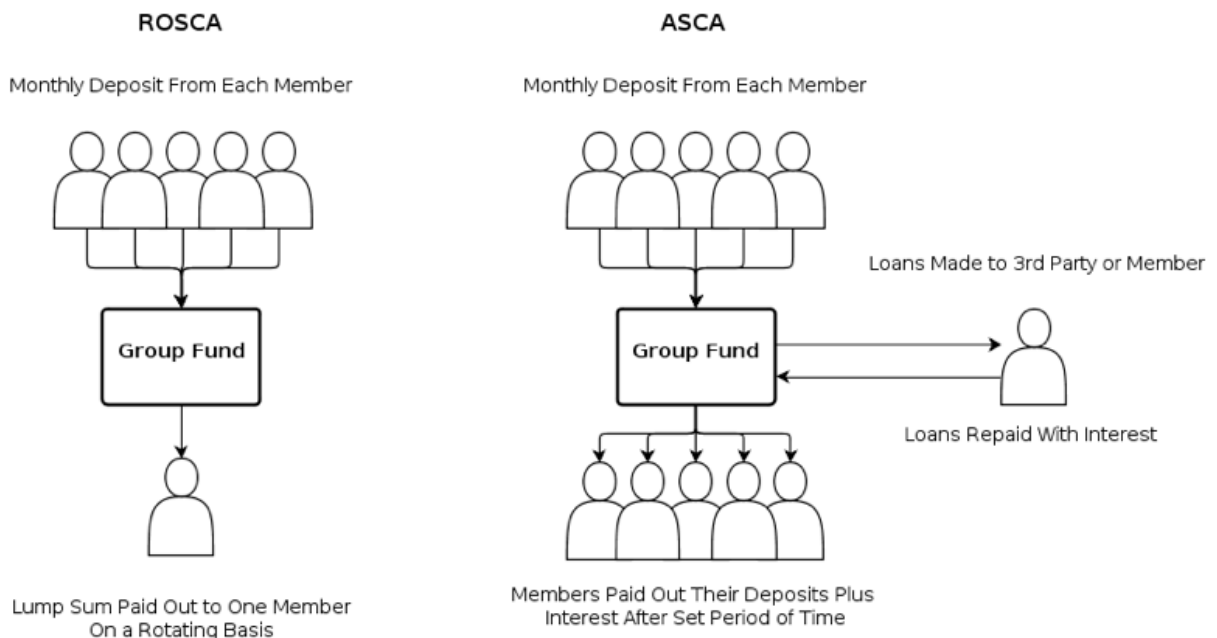 ROSCA
Monthly Deposit From Each Member
Group Fund
Lump Sum Paid Out to One Member
On a Rotating Basis
ASCA
Monthly Deposit From Each Member
Loans Made to 3rd Party or Member
Group Fund
Loans Repaid With Interest
Members Paid Out Their Deposits Plus
Interest After Set Period of Time